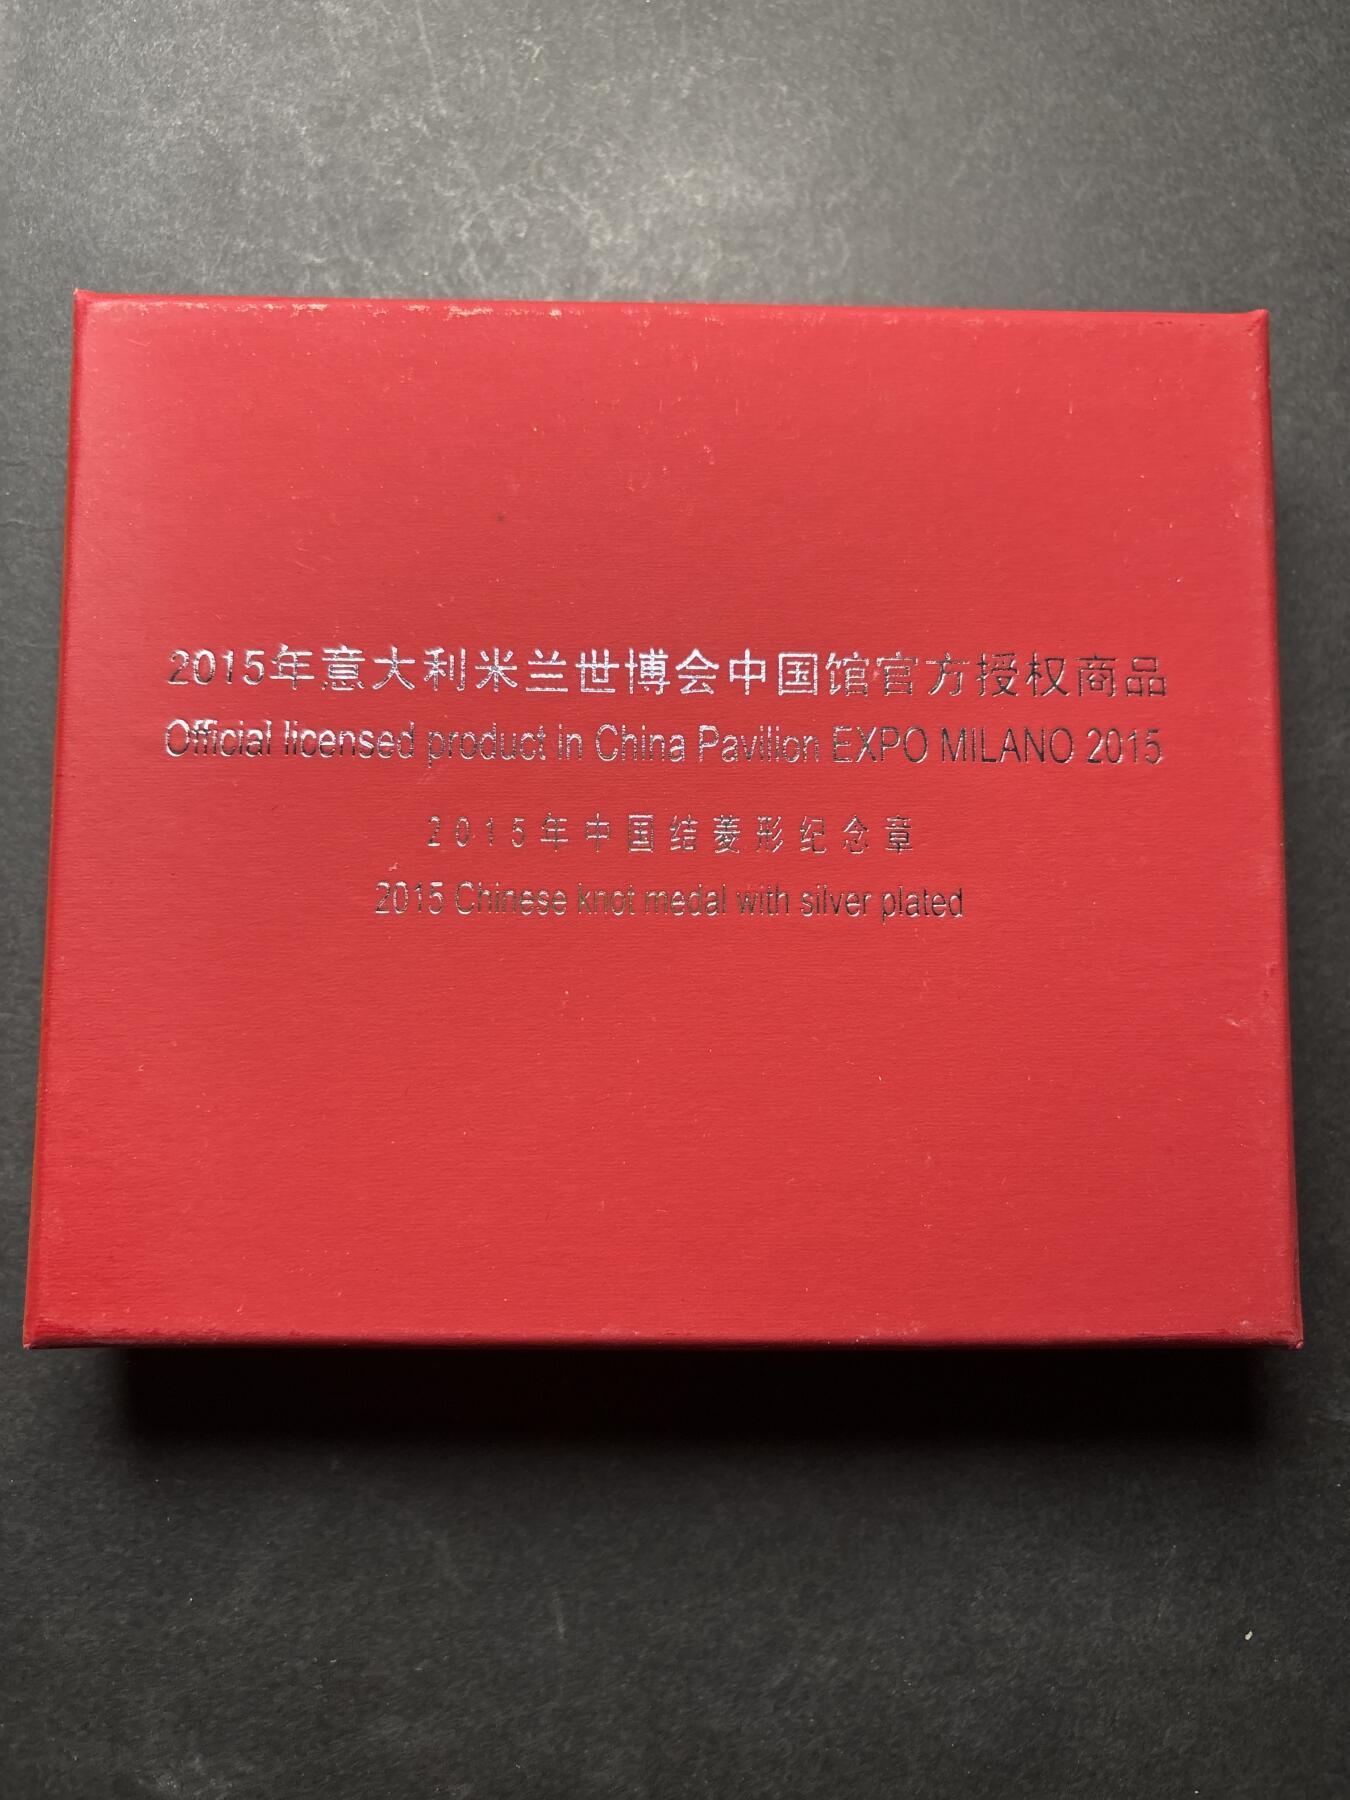 2015年意大利米兰世博会中国馆官方授权商品
Official licensed product in China Pavilion EXPO MILANO 2015
2015年中国结菱形纪念章
2015 Chinese knot medal with silver plated